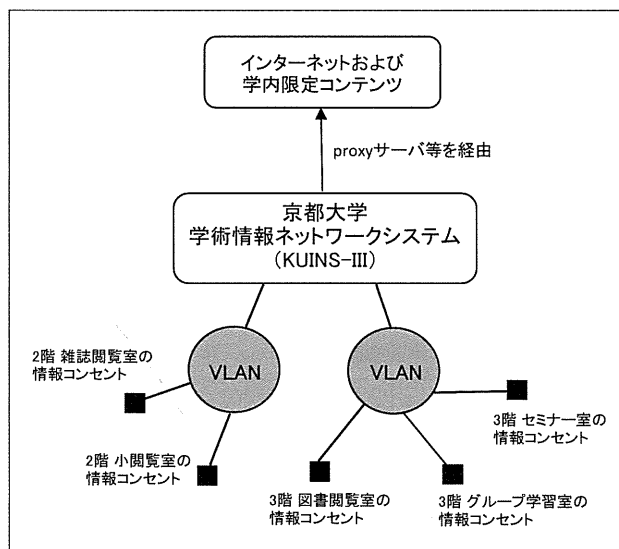 インターネットおよび
学内限定コンテンツ
proxyサーバ等を経由
京都大学
学術情報ネットワークシステム
(KUINS-III)
VLAN
VLAN
2階 雑誌閲覧室の
情報コンセント
2階 小閲覧室の
情報コンセント
3階 セミナー室の
情報コンセント
3階 図書閲覧室の
情報コンセント
3階 グループ学習室の
情報コンセント